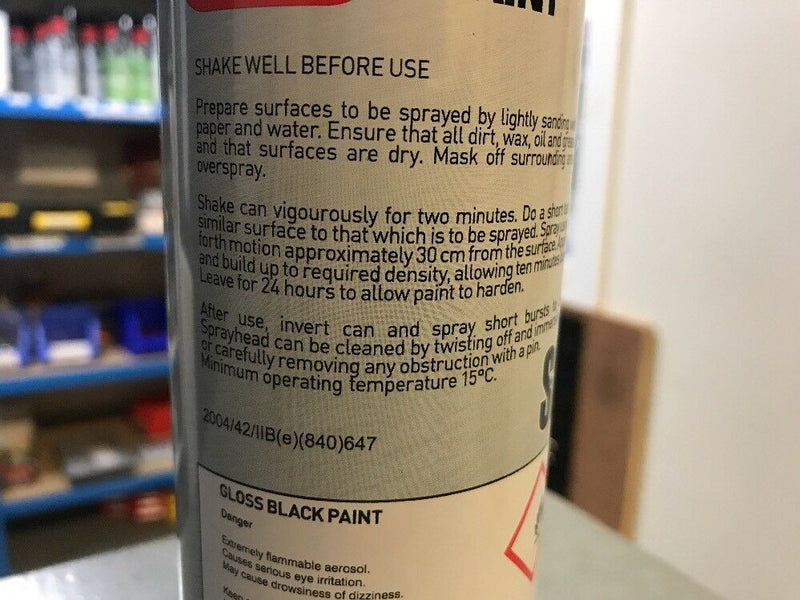 SHAKE WELL BEFORE USE
Prepare surfaces to be sprayed by lightly sanding
paper and water. Ensure that all dirt, wax, oil and
and that surfaces are dry. Mask off surrounding
overspray.
Shake can vigourously for two minutes. Do a short
similar surface to that which is to be sprayed. Spray
forth motion approximately 30 cm from the surface.
and build up to required density, allowing ten minutes
Leave for 24 hours to allow paint to harden.
After use, invert can and spray short bursts
Sprayhead can be cleaned by twisting off and
or carefully removing any obstruction with a pin.
Minimum operating temperature 15°C.
2004/42/IIB(e)(840)647
GLOSS BLACK PAINT
Danger
Extremely flammable aerosol.
Causes serious eye irritation.
May cause drowsiness of dizziness.